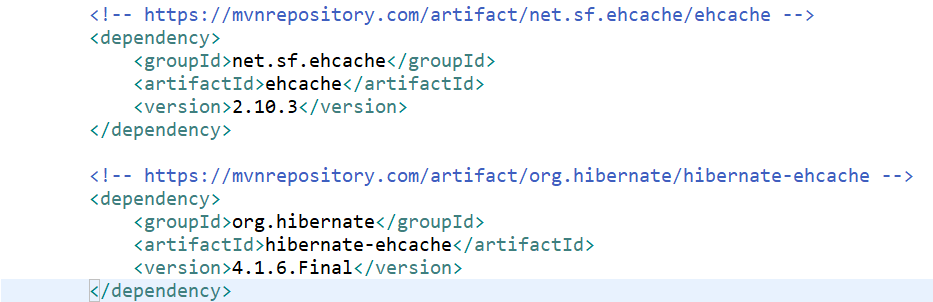 <!-- https://mvnrepository.com/artifact/net.sf.ehcache/ehcache -->
<dependency>
<groupId>net.sf.ehcache</groupId>
<artifactId>ehcache</artifactId>
<version>2.10.3</version>
</dependency>
<!-- https://mvnrepository.com/artifact/org.hibernate/hibernate-ehcache -->
<dependency>
<groupId>org.hibernate</groupId>
<artifactId>hibernate-ehcache</artifactId>
<version>4.1.6.Final</version>
</dependency>